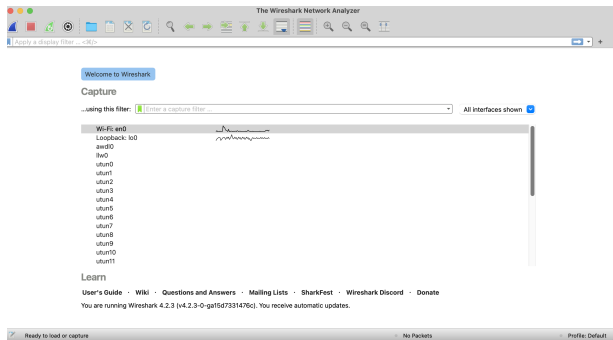 The Wireshark Network Analyzer
Apply a display filter ... <⌘/>
Welcome to Wireshark
Capture
...using this filter: Enter a capture filter ... All interfaces shown
Wi-Fi: en0
Loopback: lo0
awdl0
llw0
utun0
utun1
utun2
utun3
utun4
utun5
utun6
utun7
utun8
utun9
utun10
utun11
Learn
User's Guide · Wiki · Questions and Answers · Mailing Lists · SharkFest · Wireshark Discord · Donate
You are running Wireshark 4.2.3 (v4.2.3-0-ga15d7331476c). You receive automatic updates.
Ready to load or capture No Packets Profile: Default